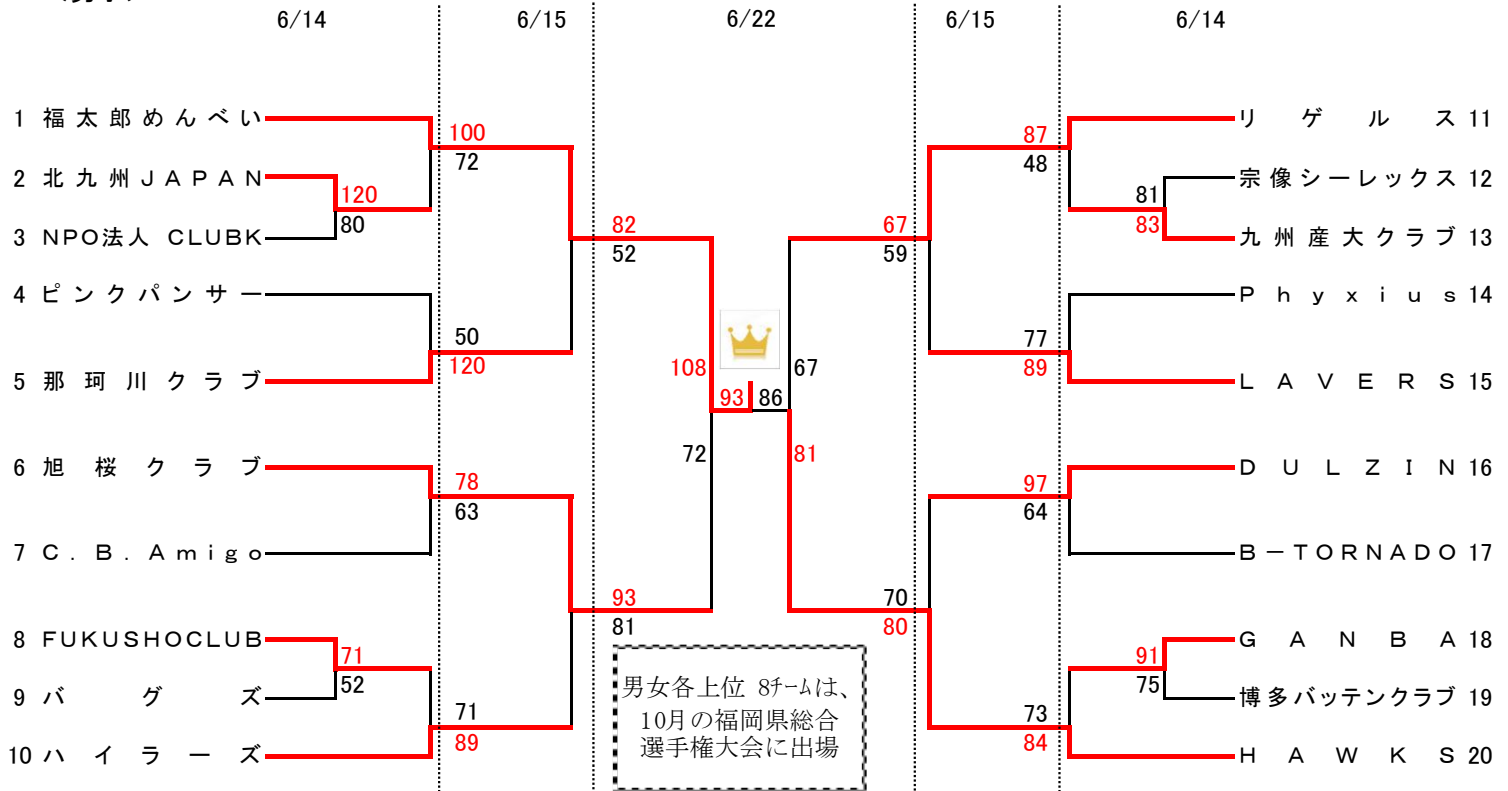 6/14
6/15
6/22
6/15
6/14
1 福太郎めんべい
2 北九州JAPAN
3 NPO法人 CLUBK
4 ピンクパンサー
5 那珂川クラブ
6 旭桜クラブ
7 C.B.Amigo
8 FUKUSHOCLUB
9 バグズ
10 ハイラーズ
120
80
71
52
100
72
50
120
78
63
71
89
82
52
93
81
108
72
93
86
67
81
67
59
70
80
87
48
77
89
97
64
73
84
81
83
91
75
リゲルス 11
宗像シーレックス 12
九州産大クラブ 13
Phyxius 14
LAVERS 15
DULZIN 16
B－TORNADO 17
GANBA 18
博多バッテンクラブ 19
HAWKS 20
男女各上位 8チームは、
10月の福岡県総合
選手権大会に出場